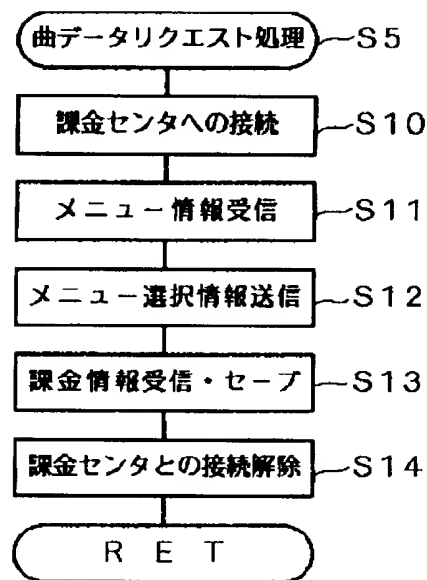 曲データリクエスト処理 S5
課金センタへの接続 S10
メニュー情報受信 S11
メニュー選択情報送信 S12
課金情報受信・セーブ S13
課金センタとの接続解除 S14
RET